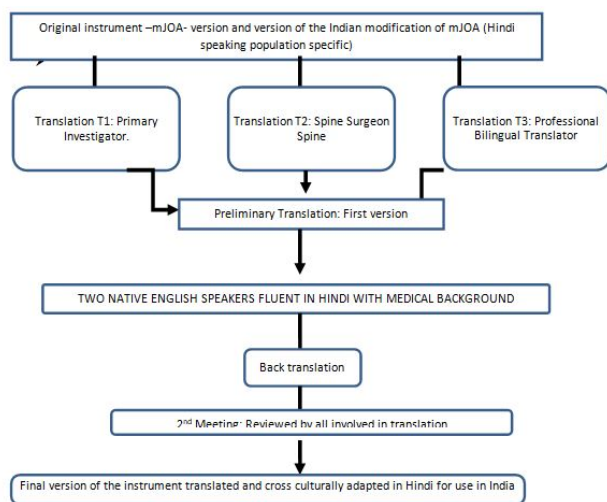 Original instrument –mJOA- version and version of the Indian modification of mJOA (Hindi
speaking population specific)
Translation T1: Primary
Investigator.
Translation T2: Spine Surgeon
Spine
Translation T3: Professional
Bilingual Translator
Preliminary Translation: First version
TWO NATIVE ENGLISH SPEAKERS FLUENT IN HINDI WITH MEDICAL BACKGROUND
Back translation
2nd Meeting: Reviewed by all involved in translation
Final version of the instrument translated and cross culturally adapted in Hindi for use in India